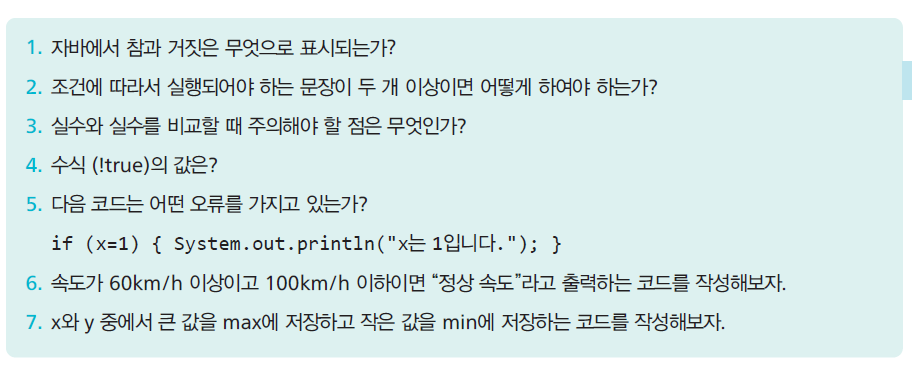 1. 자바에서 참과 거짓은 무엇으로 표시되는가?
2. 조건에 따라서 실행되어야 하는 문장이 두 개 이상이면 어떻게 하여야 하는가?
3. 실수와 실수를 비교할 때 주의해야 할 점은 무엇인가?
4. 수식 (!true)의 값은?
5. 다음 코드는 어떤 오류를 가지고 있는가?
if (x=1) { System.out.println("x는 1입니다."); }
6. 속도가 60km/h 이상이고 100km/h 이하이면 “정상 속도”라고 출력하는 코드를 작성해보자.
7. x와 y 중에서 큰 값을 max에 저장하고 작은 값을 min에 저장하는 코드를 작성해보자.